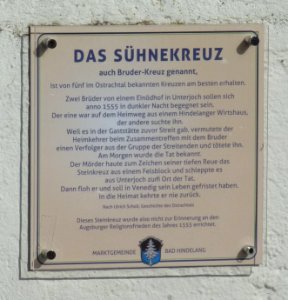 DAS SÜHNEKREUZ
auch Bruder-Kreuz genannt,
ist von fünf im Ostrachtal bekannten Kreuzen am besten erhalten.
Zwei Brüder von einem Einödhof in Unterjoch sollen sich
anno 1555 in dunkler Nacht begegnet sein.
Der eine war auf dem Heimweg aus einem Hindelanger Wirtshaus,
der andere suchte ihn.
Weil es in der Gaststätte zuvor Streit gab, vermutete der
Heimkehrer beim Zusammentreffen mit dem Bruder
einen Verfolger aus der Gruppe der Streitenden und tötete ihn.
Am Morgen wurde die Tat bekannt.
Der Mörder haute zum Zeichen seiner tiefen Reue das
Steinkreuz aus einem Felsblock und schleppte es
aus Unterjoch zum Ort der Tat.
Dann floh er und soll in Venedig sein Leben gefristet haben.
In die Heimat kehrte er nie zurück.
Nach Ulrich Scholz, Geschichte des Ostrachtals
Dieses Steinkreuz wurde also nicht zur Erinnerung an den
Augsburger Religionsfrieden des Jahres 1555 errichtet.
MARKTGEMEINDE BAD HINDELANG